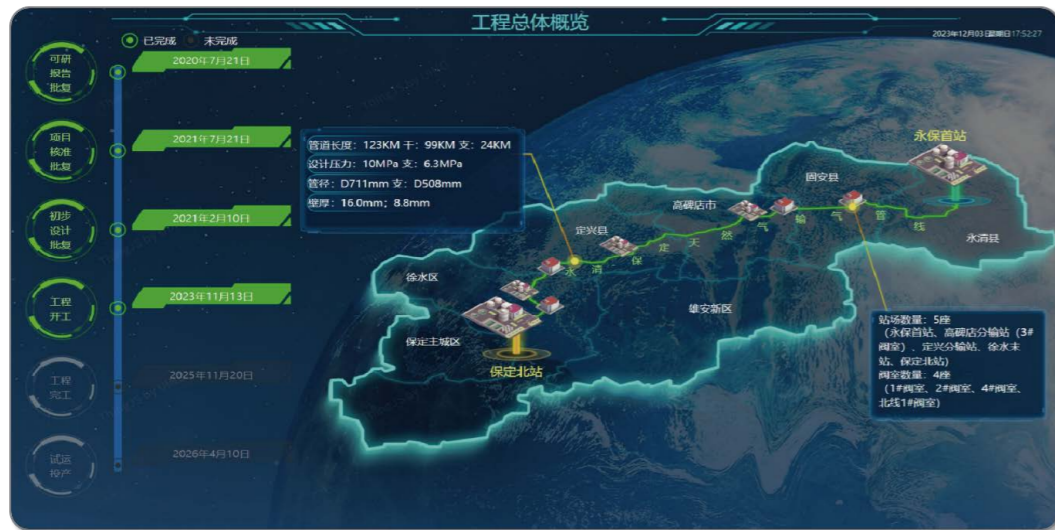 工程总体概览
2023年12月03日星期日17:52:27
已完成 未完成
可研
报告
批复
2020年7月21日
项目
核准
批复
2021年7月21日
初步
设计
批复
2021年2月10日
工程
开工
2023年11月13日
工程
完工
2025年11月20日
试运
投产
2026年4月10日
管道长度：123KM 干：99KM 支：24KM
设计压力：10MPa 支：6.3MPa
管径：D711mm 支：D508mm
壁厚：16.0mm；8.8mm
永保首站
固安县
高碑店市
永清县
定兴县
永清保定天然气输气管线
徐水区
雄安新区
保定主城区
保定北站
站场数量：5座
（永保首站、高碑店分输站（3#
阀室）、定兴分输站、徐水末
站、保定北站）
阀室数量：4座
（1#阀室、2#阀室、4#阀室、
北线1#阀室）